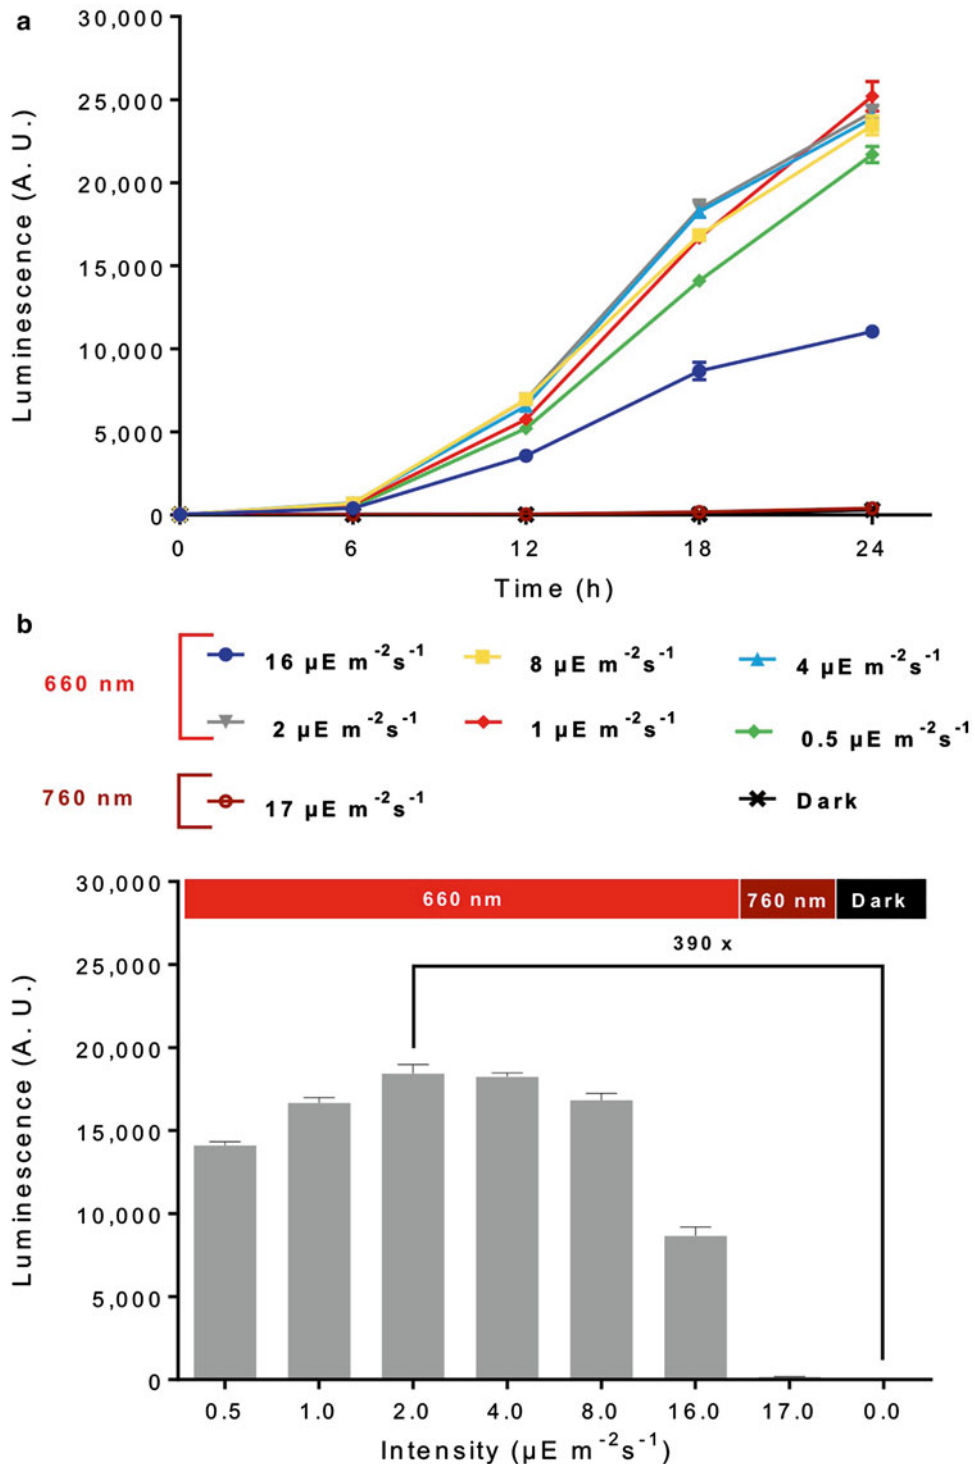 a
30,000
25,000
20,000
15,000
10,000
5,000
0
Luminescence (A. U.)
0 6 12 18 24
Time (h)
b
660 nm
16 µE m⁻²s⁻¹
8 µE m⁻²s⁻¹
4 µE m⁻²s⁻¹
2 µE m⁻²s⁻¹
1 µE m⁻²s⁻¹
0.5 µE m⁻²s⁻¹
760 nm
17 µE m⁻²s⁻¹
Dark
30,000
25,000
20,000
15,000
10,000
5,000
0
Luminescence (A. U.)
660 nm 760 nm Dark
390 x
0.5 1.0 2.0 4.0 8.0 16.0 17.0 0.0
Intensity (µE m⁻²s⁻¹)